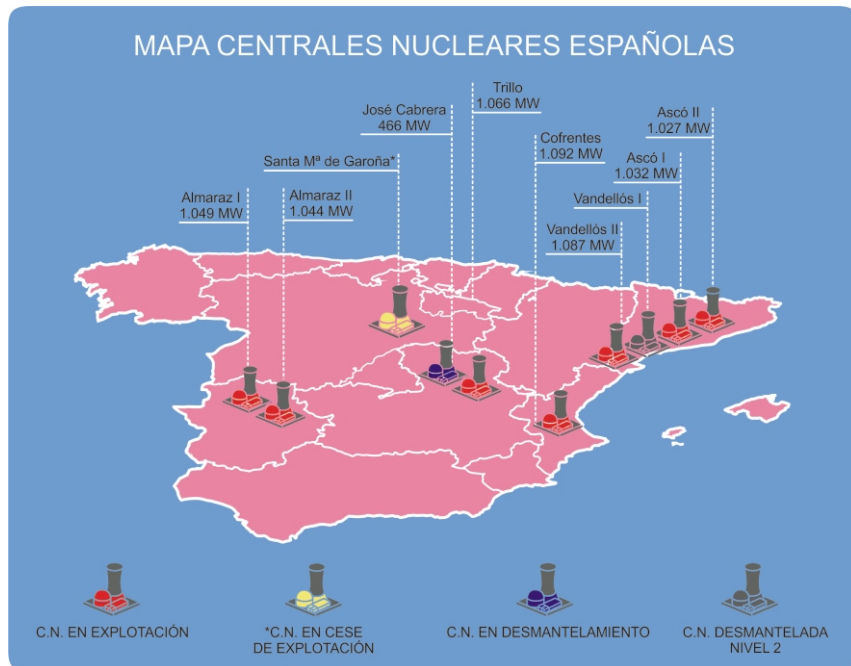 MAPA CENTRALES NUCLEARES ESPAÑOLAS
Trillo
1.066 MW
José Cabrera
466 MW
Ascó II
1.027 MW
Cofrentes
1.092 MW
Santa Mª de Garoña*
Ascó I
1.032 MW
Almaraz I
1.049 MW
Almaraz II
1.044 MW
Vandellós I
Vandellós II
1.087 MW
C.N. EN EXPLOTACIÓN
*C.N. EN CESE
DE EXPLOTACIÓN
C.N. EN DESMANTELAMIENTO
C.N. DESMANTELADA
NIVEL 2